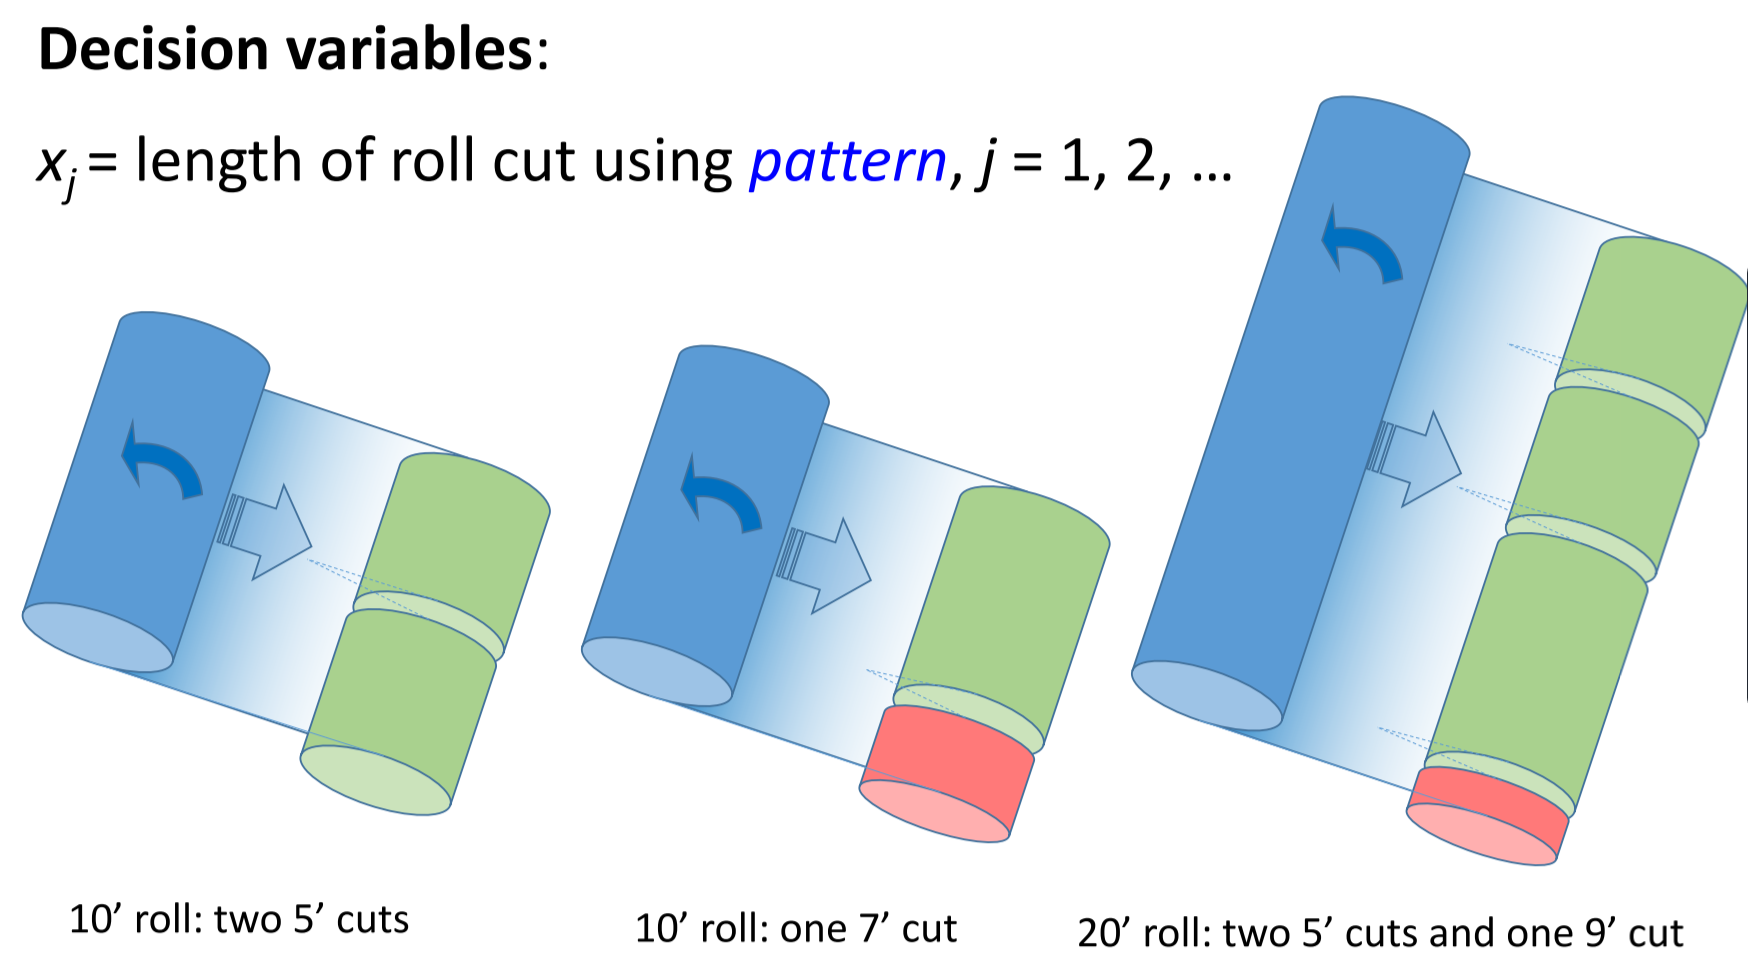 Decision variables:
xj = length of roll cut using pattern, j = 1, 2, ...
10’ roll: two 5’ cuts
10’ roll: one 7’ cut
20’ roll: two 5’ cuts and one 9’ cut